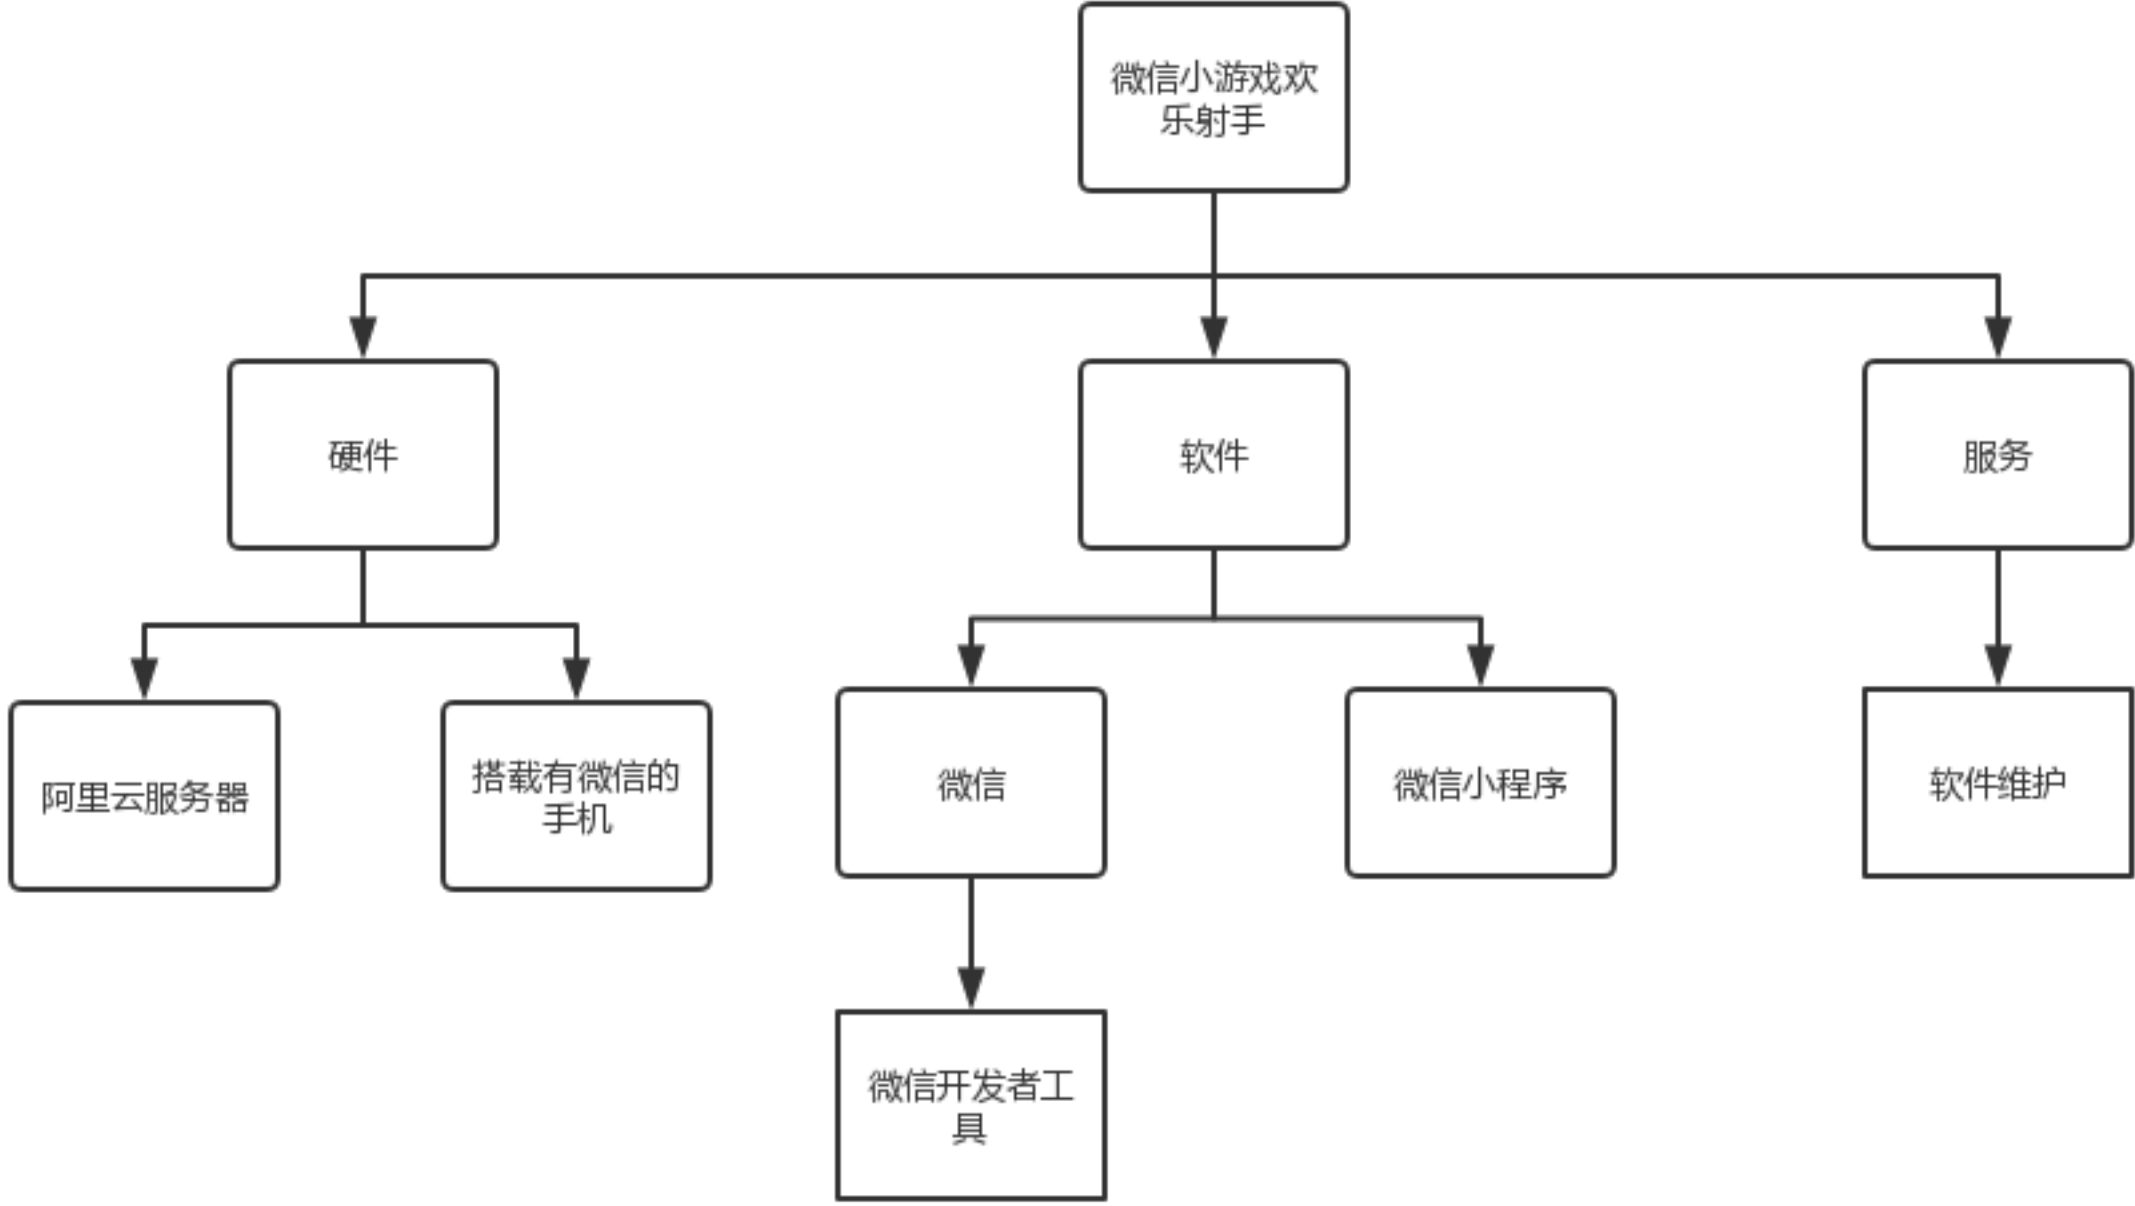 微信小游戏欢
乐射手
硬件
软件
服务
阿里云服务器
搭载有微信的
手机
微信
微信小程序
软件维护
微信开发者工
具